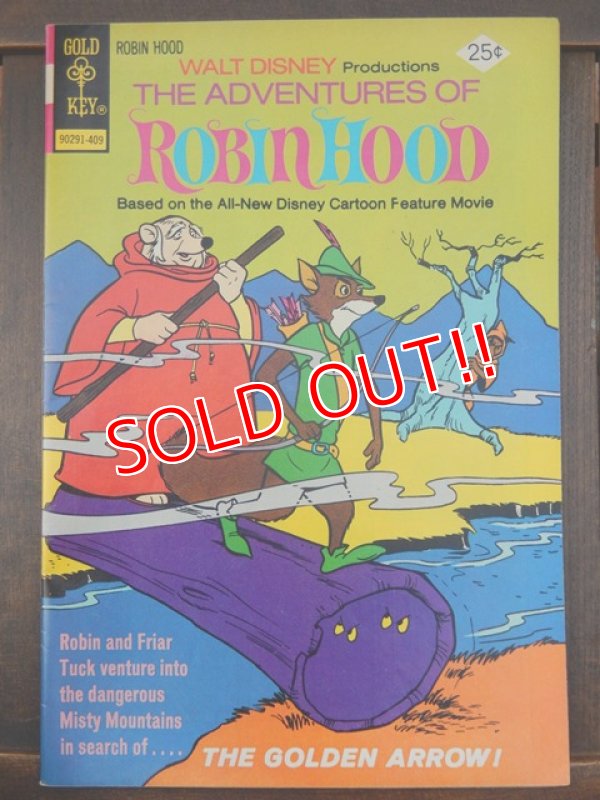 GOLD
KEY®
90291-409
ROBIN HOOD
25¢
WALT DISNEY Productions
THE ADVENTURES OF
ROBIN HOOD
Based on the All-New Disney Cartoon Feature Movie
SOLD OUT!!
Robin and Friar
Tuck venture into
the dangerous
Misty Mountains
in search of....
THE GOLDEN ARROW!